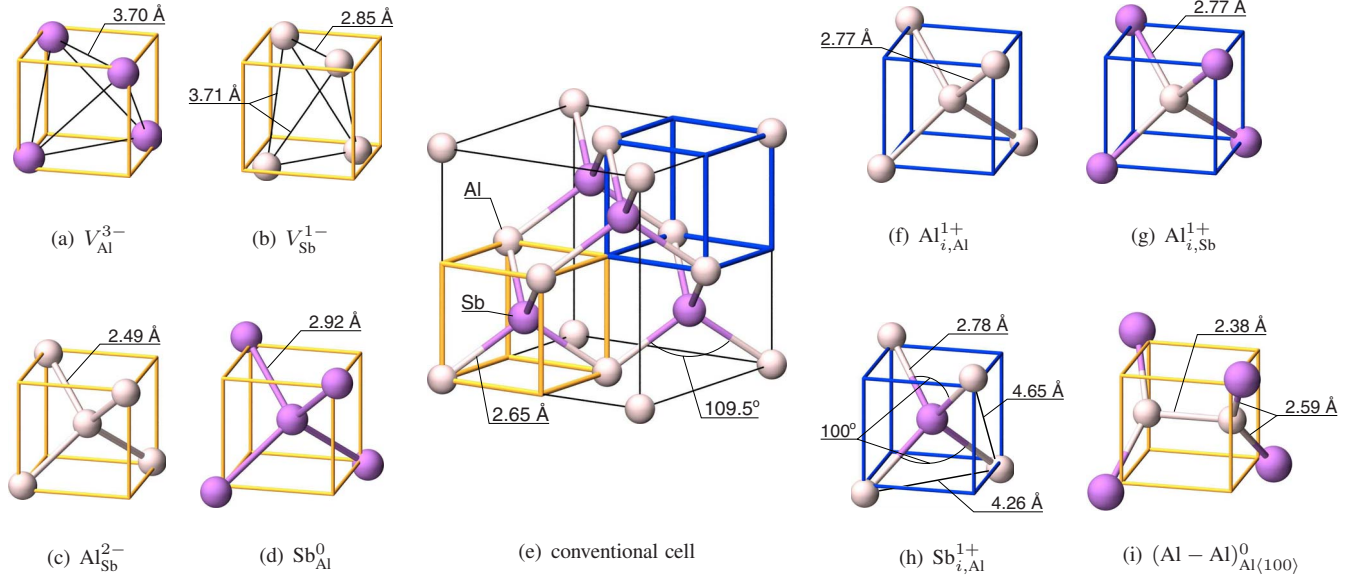 3.70 Å
(a) V_Al^3−
2.85 Å
3.71 Å
(b) V_Sb^1−
2.49 Å
(c) Al_Sb^2−
2.92 Å
(d) Sb_Al^0
Al
Sb
2.65 Å
109.5°
(e) conventional cell
2.77 Å
(f) Al_i,Al^1+
2.77 Å
(g) Al_i,Sb^1+
2.78 Å
4.65 Å
100°
4.26 Å
(h) Sb_i,Al^1+
2.38 Å
2.59 Å
(i) (Al − Al)_Al⟨100⟩^0